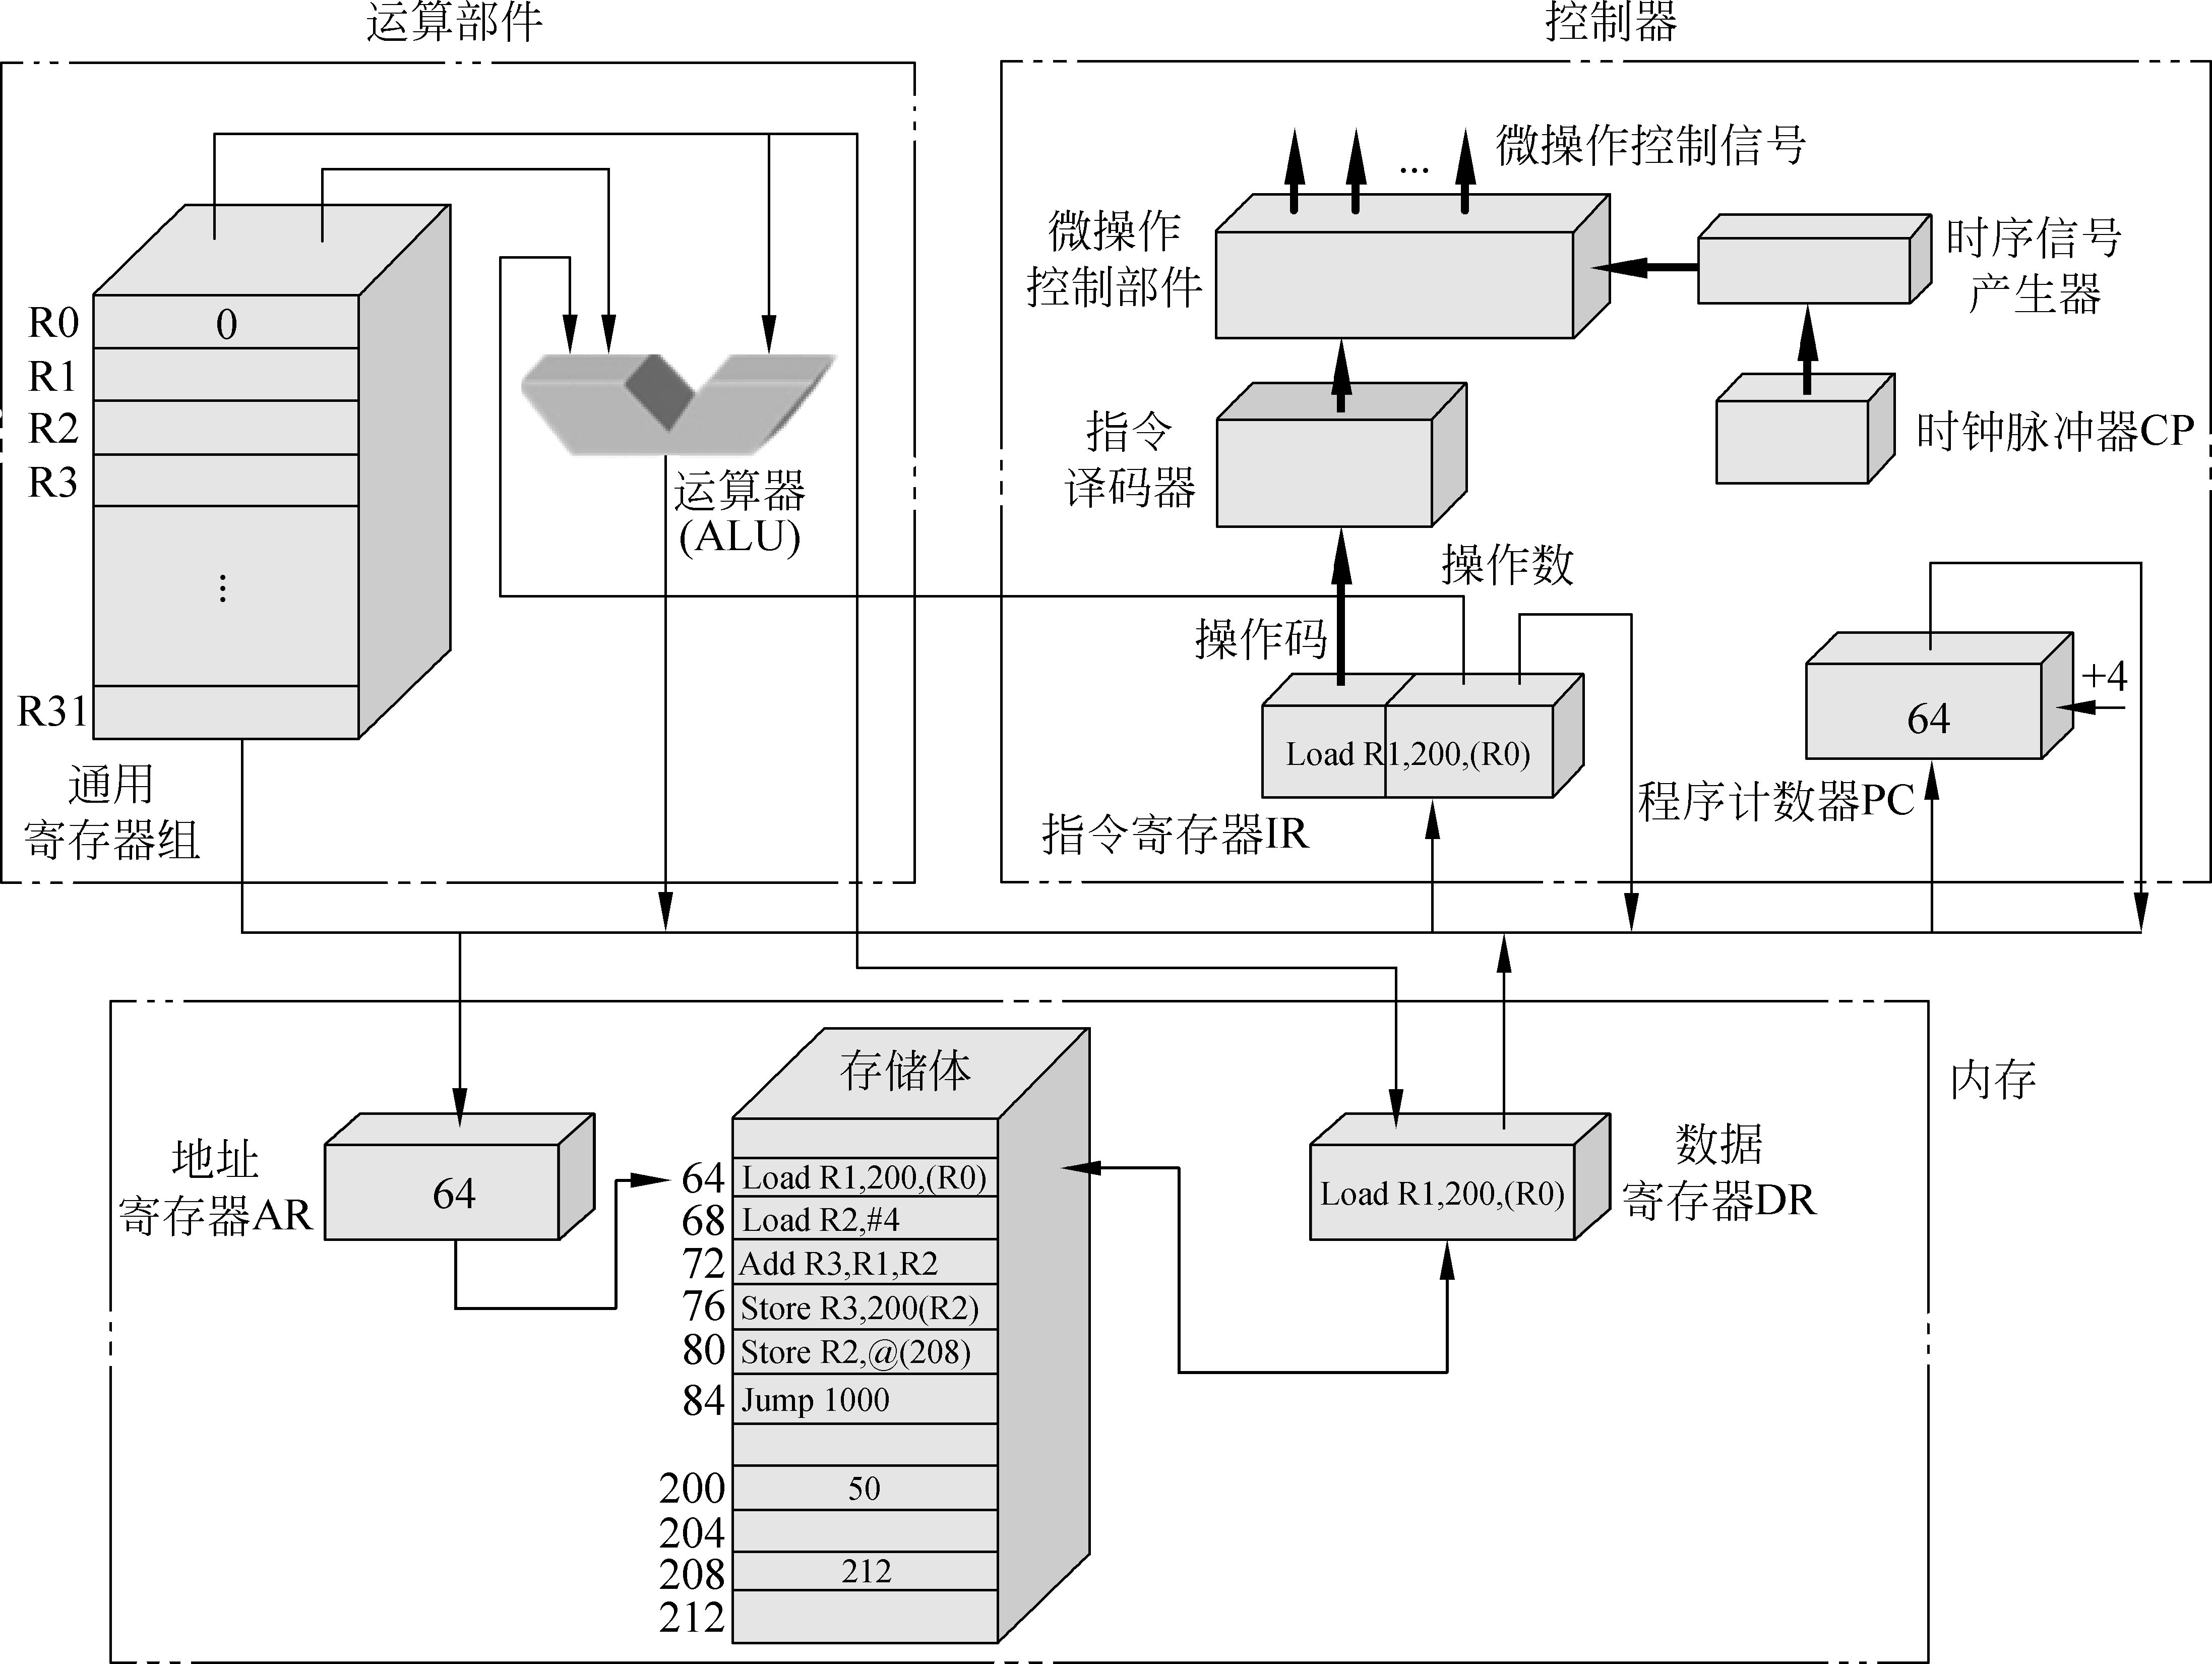 运算部件
控制器
微操作控制信号
...
微操作
控制部件
时序信号
产生器
时钟脉冲器CP
指令
译码器
操作数
操作码
R0
0
R1
R2
R3
⋮
R31
运算器
(ALU)
通用
寄存器组
Load R1,200,(R0)
指令寄存器IR
+4
64
程序计数器PC
内存
存储体
地址
寄存器AR
64
数据
寄存器DR
Load R1,200,(R0)
64 Load R1,200,(R0)
68 Load R2,#4
72 Add R3,R1,R2
76 Store R3,200(R2)
80 Store R2,@(208)
84 Jump 1000
200 50
204
208 212
212